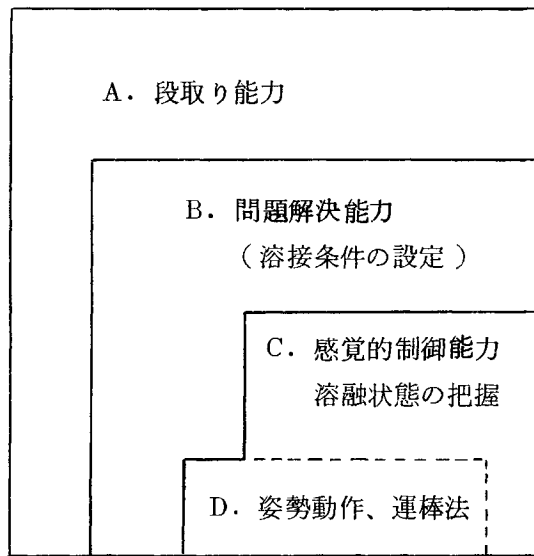 A. 段取り能力
B. 問題解決能力
(溶接条件の設定)
C. 感覚的制御能力
溶融状態の把握
D. 姿勢動作、運棒法